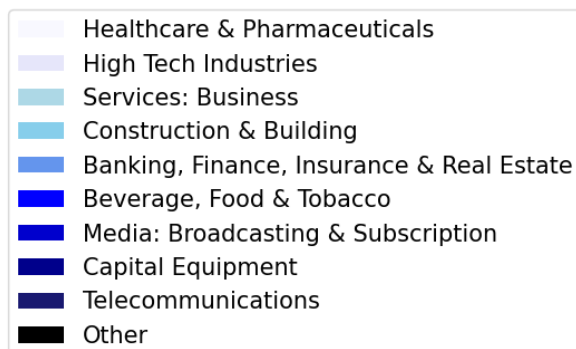 Healthcare & Pharmaceuticals
High Tech Industries
Services: Business
Construction & Building
Banking, Finance, Insurance & Real Estate
Beverage, Food & Tobacco
Media: Broadcasting & Subscription
Capital Equipment
Telecommunications
Other